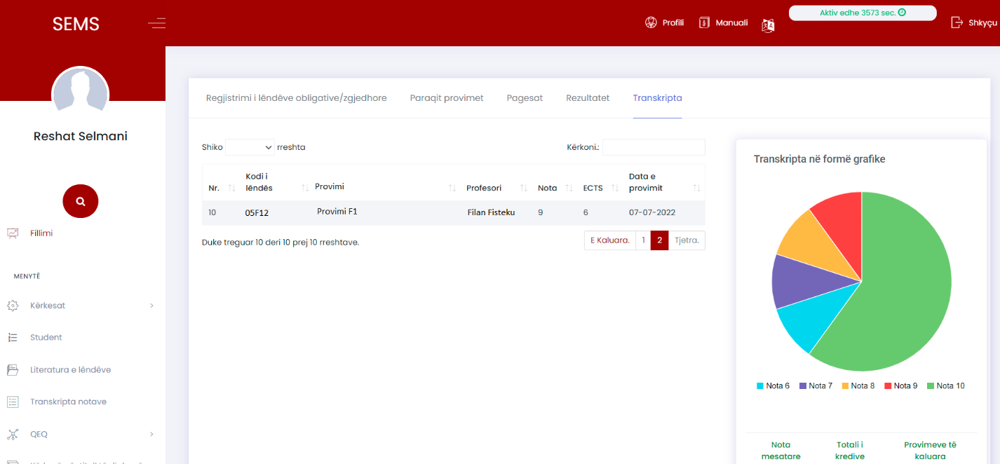 SEMS
Profili
Manuali
Aktiv edhe 3573 sec.
Shkyçu
Reshat Selmani
Fillimi
MENYTË
Kërkesat
Student
Literatura e lëndëve
Transkripta notave
QEQ
Regjistrimi i lëndëve obligative/zgjedhore
Paraqit provimet
Pagesat
Rezultatet
Transkripta
Shiko rreshta
Kërkoni.:
Nr. Kodi i lëndës Provimi Profesori Nota ECTS Data e provimit
10 05F12 Provimi F1 Filan Fisteku 9 6 07-07-2022
Duke treguar 10 deri 10 prej 10 rreshtave.
E Kaluara. 1 2 Tjetra.
Transkripta në formë grafike
Nota 6 Nota 7 Nota 8 Nota 9 Nota 10
Nota mesatare
Totali i kredive
Provimeve të kaluara